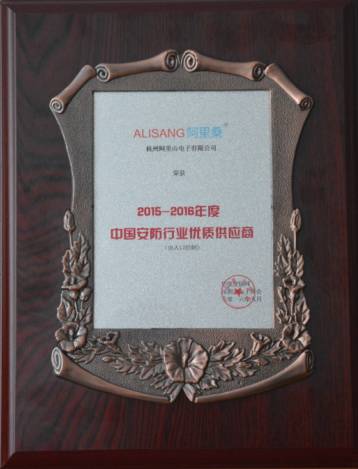 ALISANG阿里桑®
杭州阿里山电子有限公司
荣获
2015—2016年度
中国安防行业优质供应商